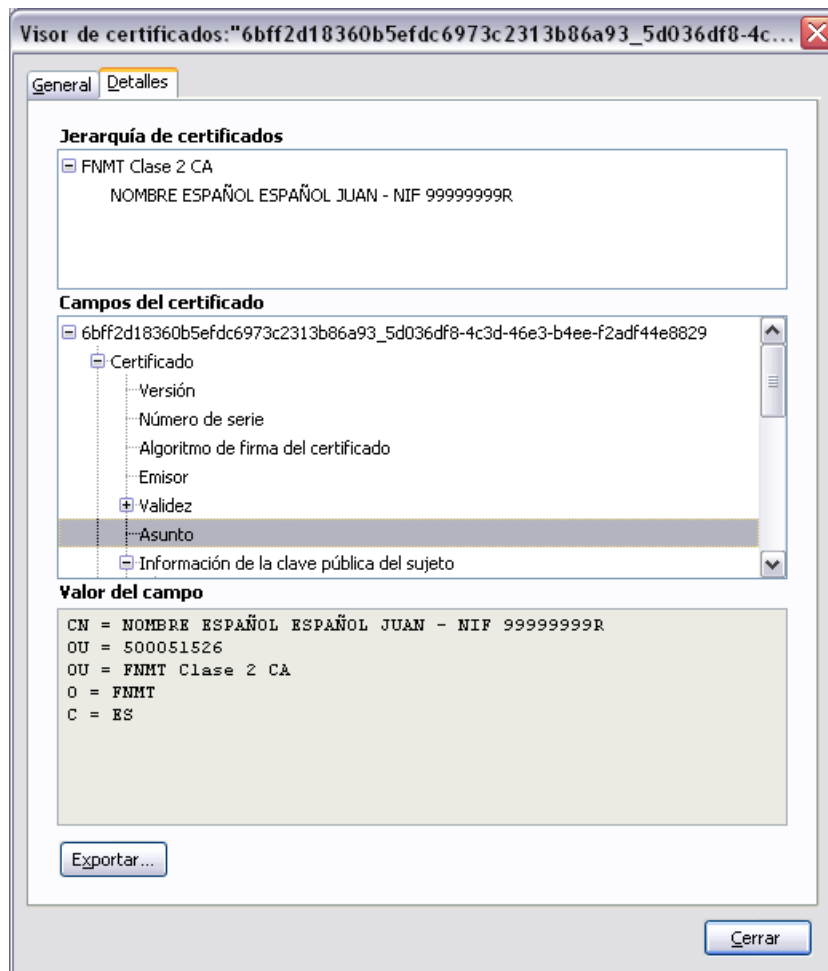 Visor de certificados:"6bff2d18360b5efdc6973c2313b86a93_5d036df8-4c...
General Detalles
Jerarquía de certificados
FNMT Clase 2 CA
NOMBRE ESPAÑOL ESPAÑOL JUAN - NIF 99999999R
Campos del certificado
6bff2d18360b5efdc6973c2313b86a93_5d036df8-4c3d-46e3-b4ee-f2adf44e8829
Certificado
Versión
Número de serie
Algoritmo de firma del certificado
Emisor
Validez
Asunto
Información de la clave pública del sujeto
Valor del campo
CN = NOMBRE ESPAÑOL ESPAÑOL JUAN - NIF 99999999R
OU = 500051526
OU = FNMT Clase 2 CA
O = FNMT
C = ES
Exportar...
Cerrar